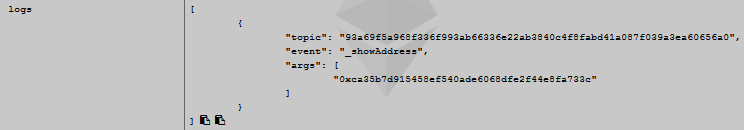 logs
[
{
"topic": "93a69f5a968f336f993ab66336e22ab3840c4f8fabd41a087f039a3ea60656a0",
"event": "_showAddress",
"args": [
"0xca35b7d915458ef540ade6068dfe2f44e8fa733c"
]
}
]